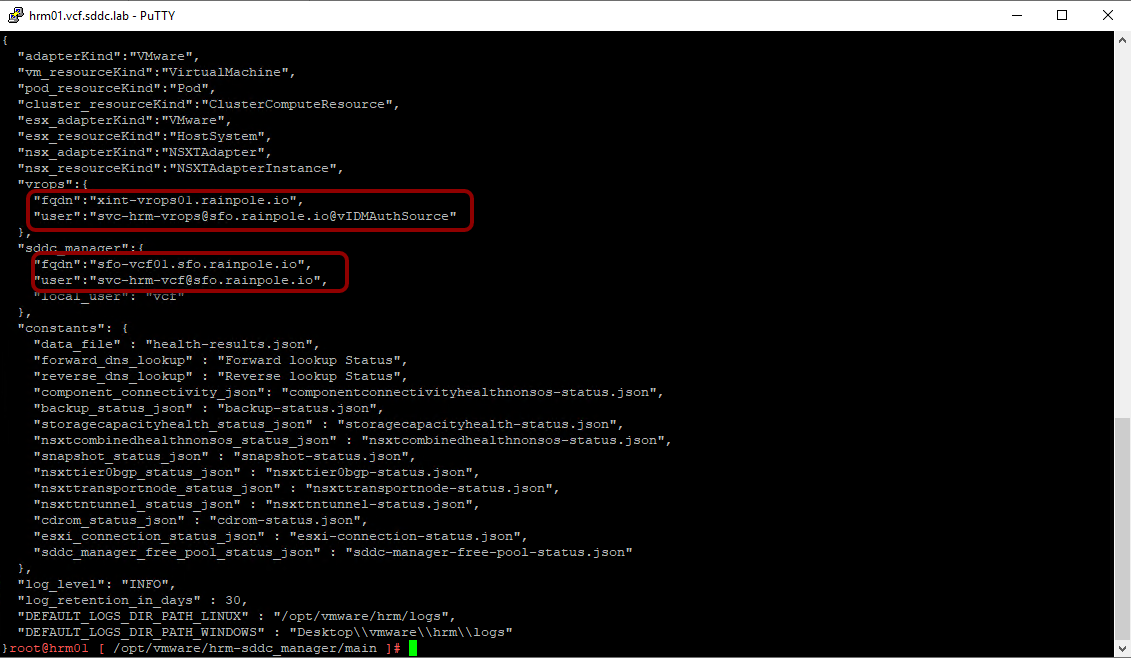 hrm01.vcf.sddc.lab - PuTTY
{
  "adapterKind":"VMware",
  "vm_resourceKind":"VirtualMachine",
  "pod_resourceKind":"Pod",
  "cluster_resourceKind":"ClusterComputeResource",
  "esx_adapterKind":"VMware",
  "esx_resourceKind":"HostSystem",
  "nsx_adapterKind":"NSXTAdapter",
  "nsx_resourceKind":"NSXTAdapterInstance",
  "vrops":{
    "fqdn":"xint-vrops01.rainpole.io",
    "user":"svc-hrm-vrops@sfo.rainpole.io@vIDMAuthSource"
  },
  "sddc_manager":{
    "fqdn":"sfo-vcf01.sfo.rainpole.io",
    "user":"svc-hrm-vcf@sfo.rainpole.io",
    "local_user": "vcf"
  },
  "constants": {
    "data_file" : "health-results.json",
    "forward_dns_lookup" : "Forward lookup Status",
    "reverse_dns_lookup" : "Reverse lookup Status",
    "component_connectivity_json": "componentconnectivityhealthnonsos-status.json",
    "backup_status_json" : "backup-status.json",
    "storagecapacityhealth_status_json" : "storagecapacityhealth-status.json",
    "nsxtcombinedhealthnonsos_status_json" : "nsxtcombinedhealthnonsos-status.json",
    "snapshot_status_json" : "snapshot-status.json",
    "nsxttier0bgp_status_json" : "nsxttier0bgp-status.json",
    "nsxttransportnode_status_json" : "nsxttransportnode-status.json",
    "nsxttntunnel_status_json" : "nsxttntunnel-status.json",
    "cdrom_status_json" : "cdrom-status.json",
    "esxi_connection_status_json" : "esxi-connection-status.json",
    "sddc_manager_free_pool_status_json" : "sddc-manager-free-pool-status.json"
  },
  "log_level": "INFO",
  "log_retention_in_days" : 30,
  "DEFAULT_LOGS_DIR_PATH_LINUX" : "/opt/vmware/hrm/logs",
  "DEFAULT_LOGS_DIR_PATH_WINDOWS" : "Desktop\\vmware\\hrm\\logs"
}root@hrm01 [ /opt/vmware/hrm-sddc_manager/main ]#